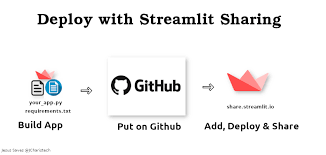 Deploy with Streamlit Sharing
GitHub
your_app.py
requirements.txt
share.streamlit.io
Build App
Put on Github
Add, Deploy & Share